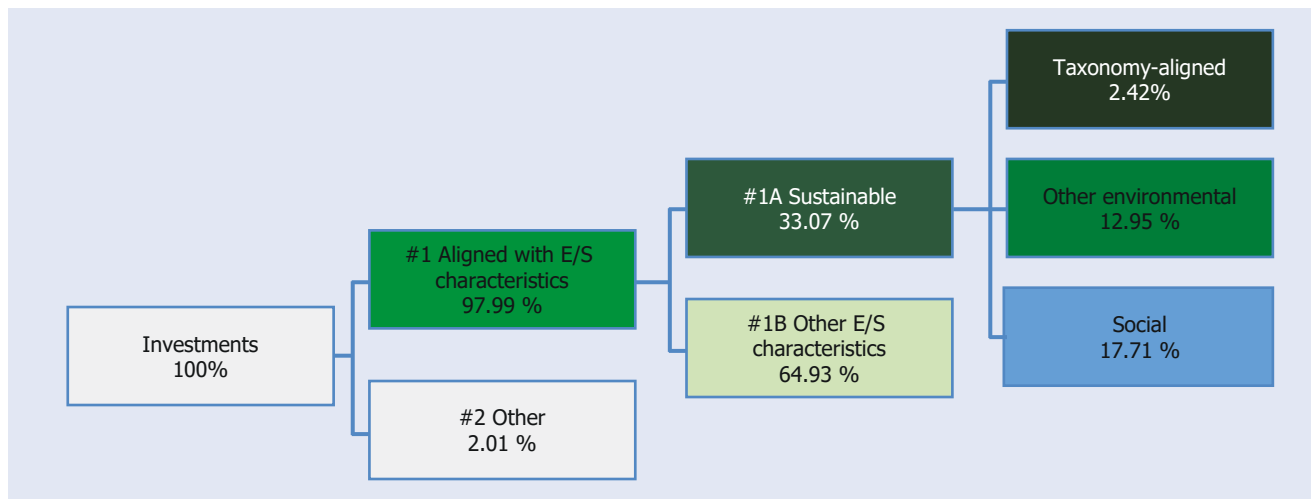 Investments
100%
#1 Aligned with E/S
characteristics
97.99 %
#2 Other
2.01 %
#1A Sustainable
33.07 %
#1B Other E/S
characteristics
64.93 %
Taxonomy-aligned
2.42%
Other environmental
12.95 %
Social
17.71 %